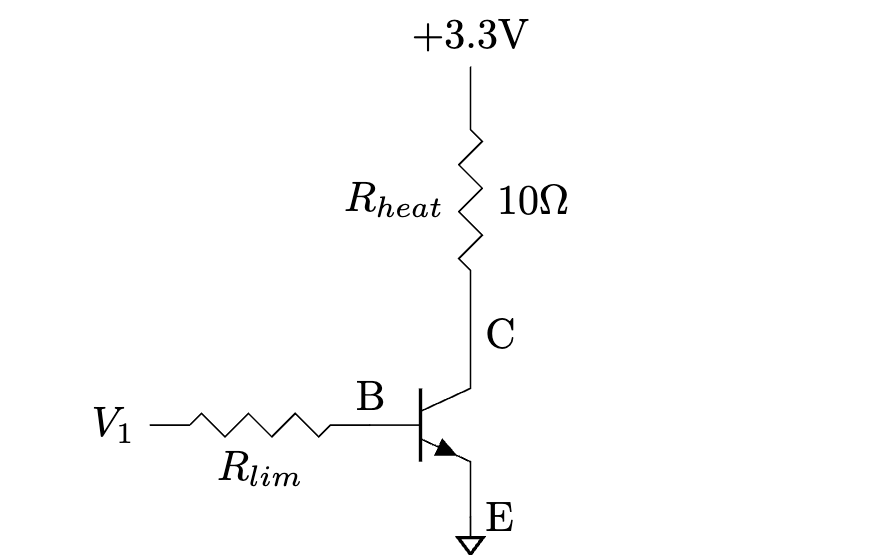 +3.3V
R_heat 10Ω
C
B
V_1
R_lim
E